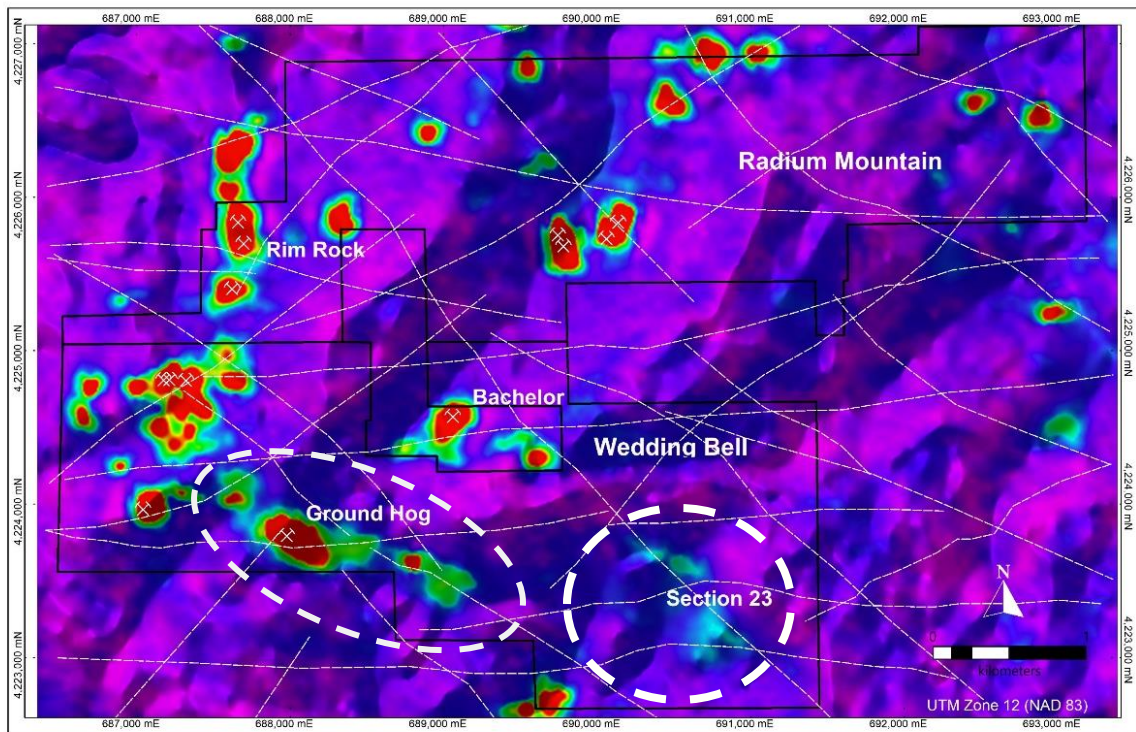 687,000 mE 688,000 mE 689,000 mE 690,000 mE 691,000 mE 692,000 mE 693,000 mE
4,227,000 mN
Radium Mountain
4,226,000 mN 4,226,000 mN
Rim Rock
4,225,000 mN 4,225,000 mN
Bachelor
Wedding Bell
4,224,000 mN 4,224,000 mN
Ground Hog
Section 23
N
4,223,000 mN 4,223,000 mN
0 1
kilometers
UTM Zone 12 (NAD 83)
687,000 mE 688,000 mE 689,000 mE 690,000 mE 691,000 mE 692,000 mE 693,000 mE